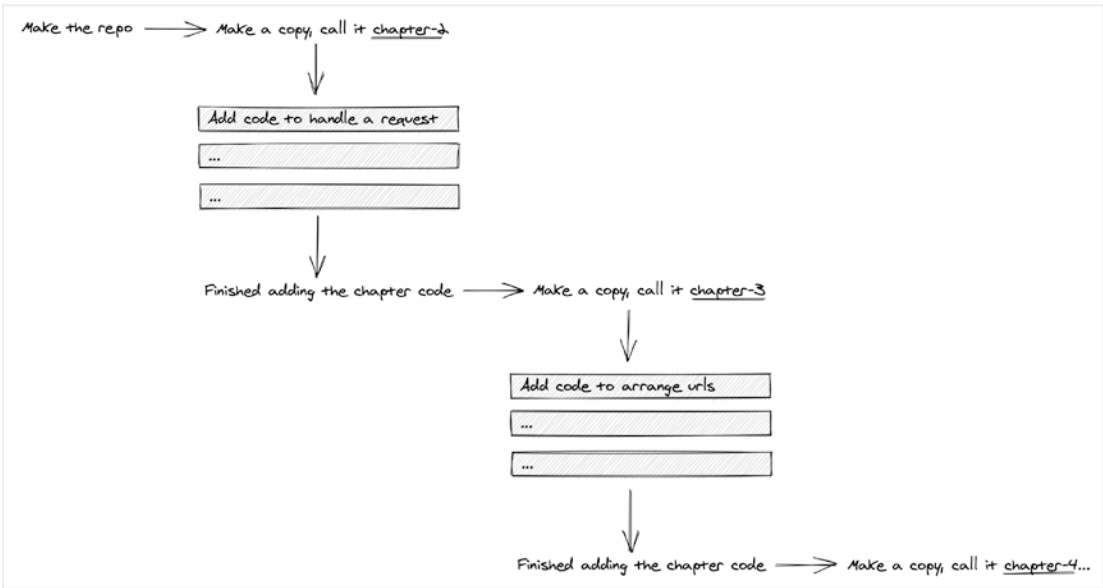 Make the repo
Make a copy, call it chapter-2
Add code to handle a request
...
...
Finished adding the chapter code
Make a copy, call it chapter-3
Add code to arrange urls
...
...
Finished adding the chapter code
Make a copy, call it chapter-4...